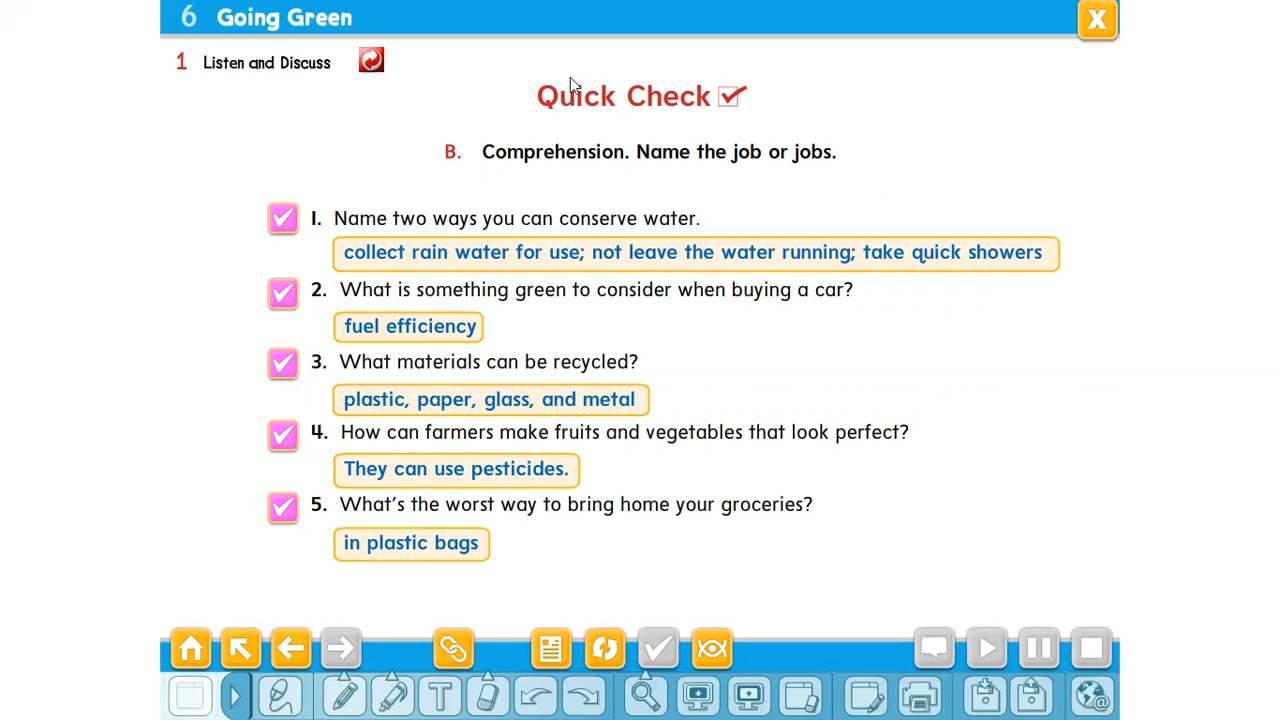 6 Going Green
X
1 Listen and Discuss
Quick Check
B. Comprehension. Name the job or jobs.
1. Name two ways you can conserve water.
collect rain water for use; not leave the water running; take quick showers
2. What is something green to consider when buying a car?
fuel efficiency
3. What materials can be recycled?
plastic, paper, glass, and metal
4. How can farmers make fruits and vegetables that look perfect?
They can use pesticides.
5. What's the worst way to bring home your groceries?
in plastic bags
T
@